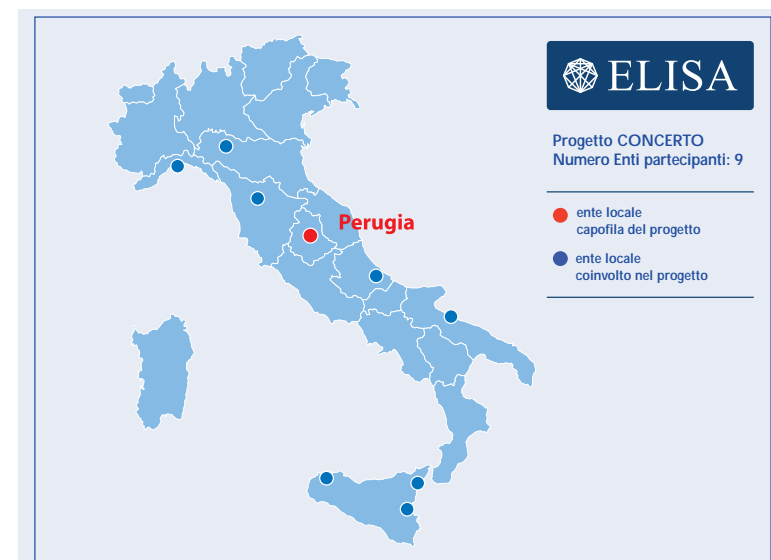 ELISA
Progetto CONCERTO
Numero Enti partecipanti: 9
Perugia
ente locale
capofila del progetto
ente locale
coinvolto nel progetto